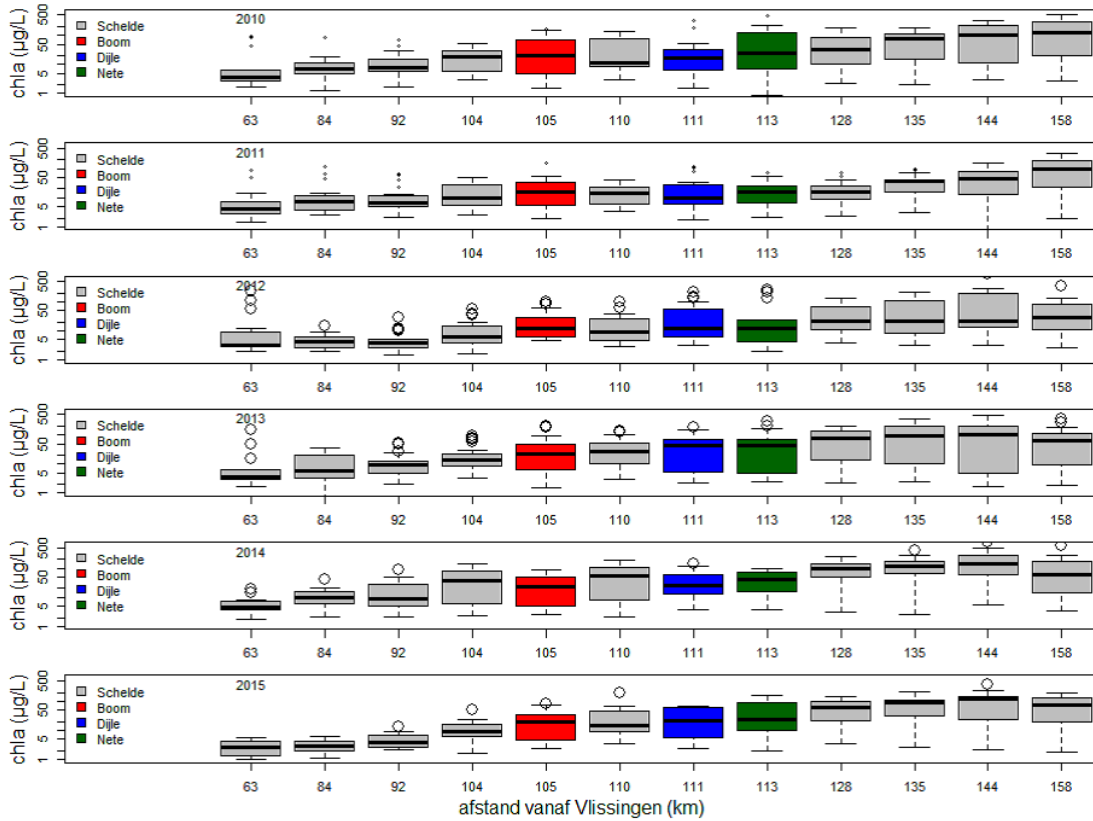 chla (µg/L)
500
50
5
1
Schelde
Boom
Dijle
Nete
2010
63 84 92 104 105 110 111 113 128 135 144 158
chla (µg/L)
500
50
5
1
Schelde
Boom
Dijle
Nete
2011
63 84 92 104 105 110 111 113 128 135 144 158
chla (µg/L)
500
50
5
1
Schelde
Boom
Dijle
Nete
2012
63 84 92 104 105 110 111 113 128 135 144 158
chla (µg/L)
500
50
5
1
Schelde
Boom
Dijle
Nete
2013
63 84 92 104 105 110 111 113 128 135 144 158
chla (µg/L)
500
50
5
1
Schelde
Boom
Dijle
Nete
2014
63 84 92 104 105 110 111 113 128 135 144 158
chla (µg/L)
500
50
5
1
Schelde
Boom
Dijle
Nete
2015
63 84 92 104 105 110 111 113 128 135 144 158
afstand vanaf Vlissingen (km)